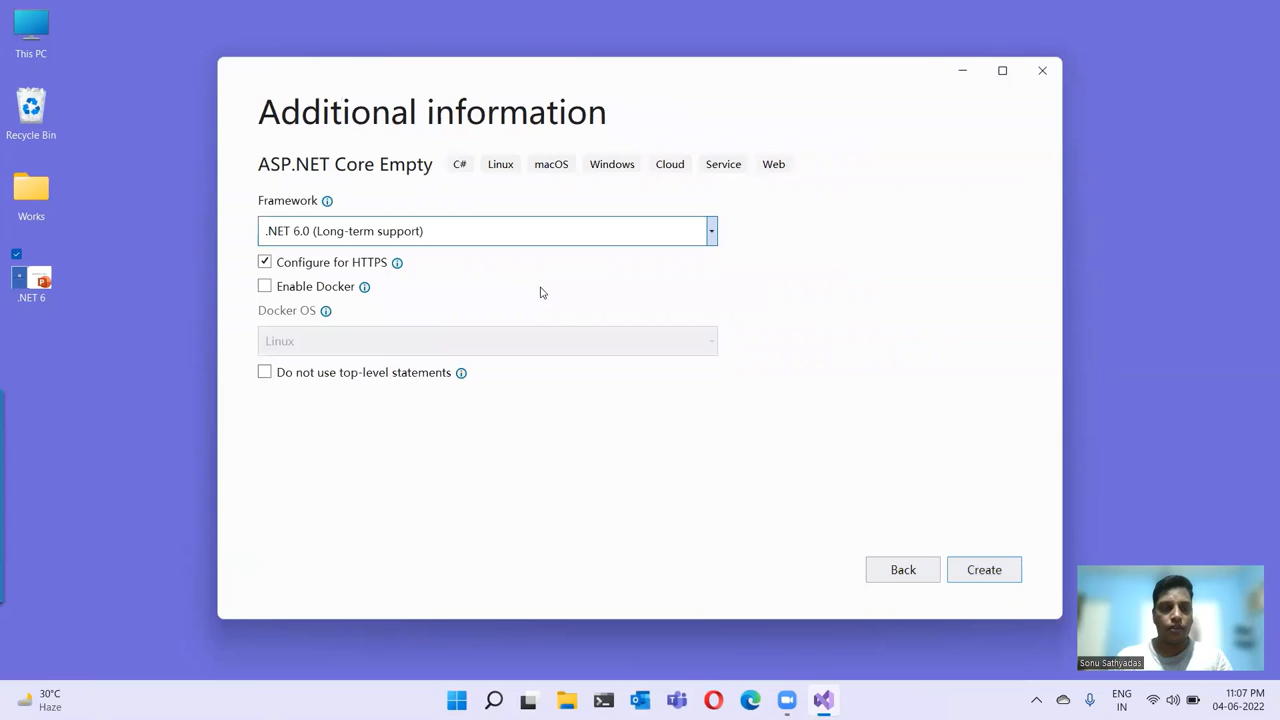 This PC
Recycle Bin
Works
.NET 6
Additional information
ASP.NET Core Empty C# Linux macOS Windows Cloud Service Web
Framework
.NET 6.0 (Long-term support)
Configure for HTTPS
Enable Docker
Docker OS
Linux
Do not use top-level statements
Back Create
Sonu Sathyadas
30°C
Haze
ENG
IN
11:07 PM
04-06-2022